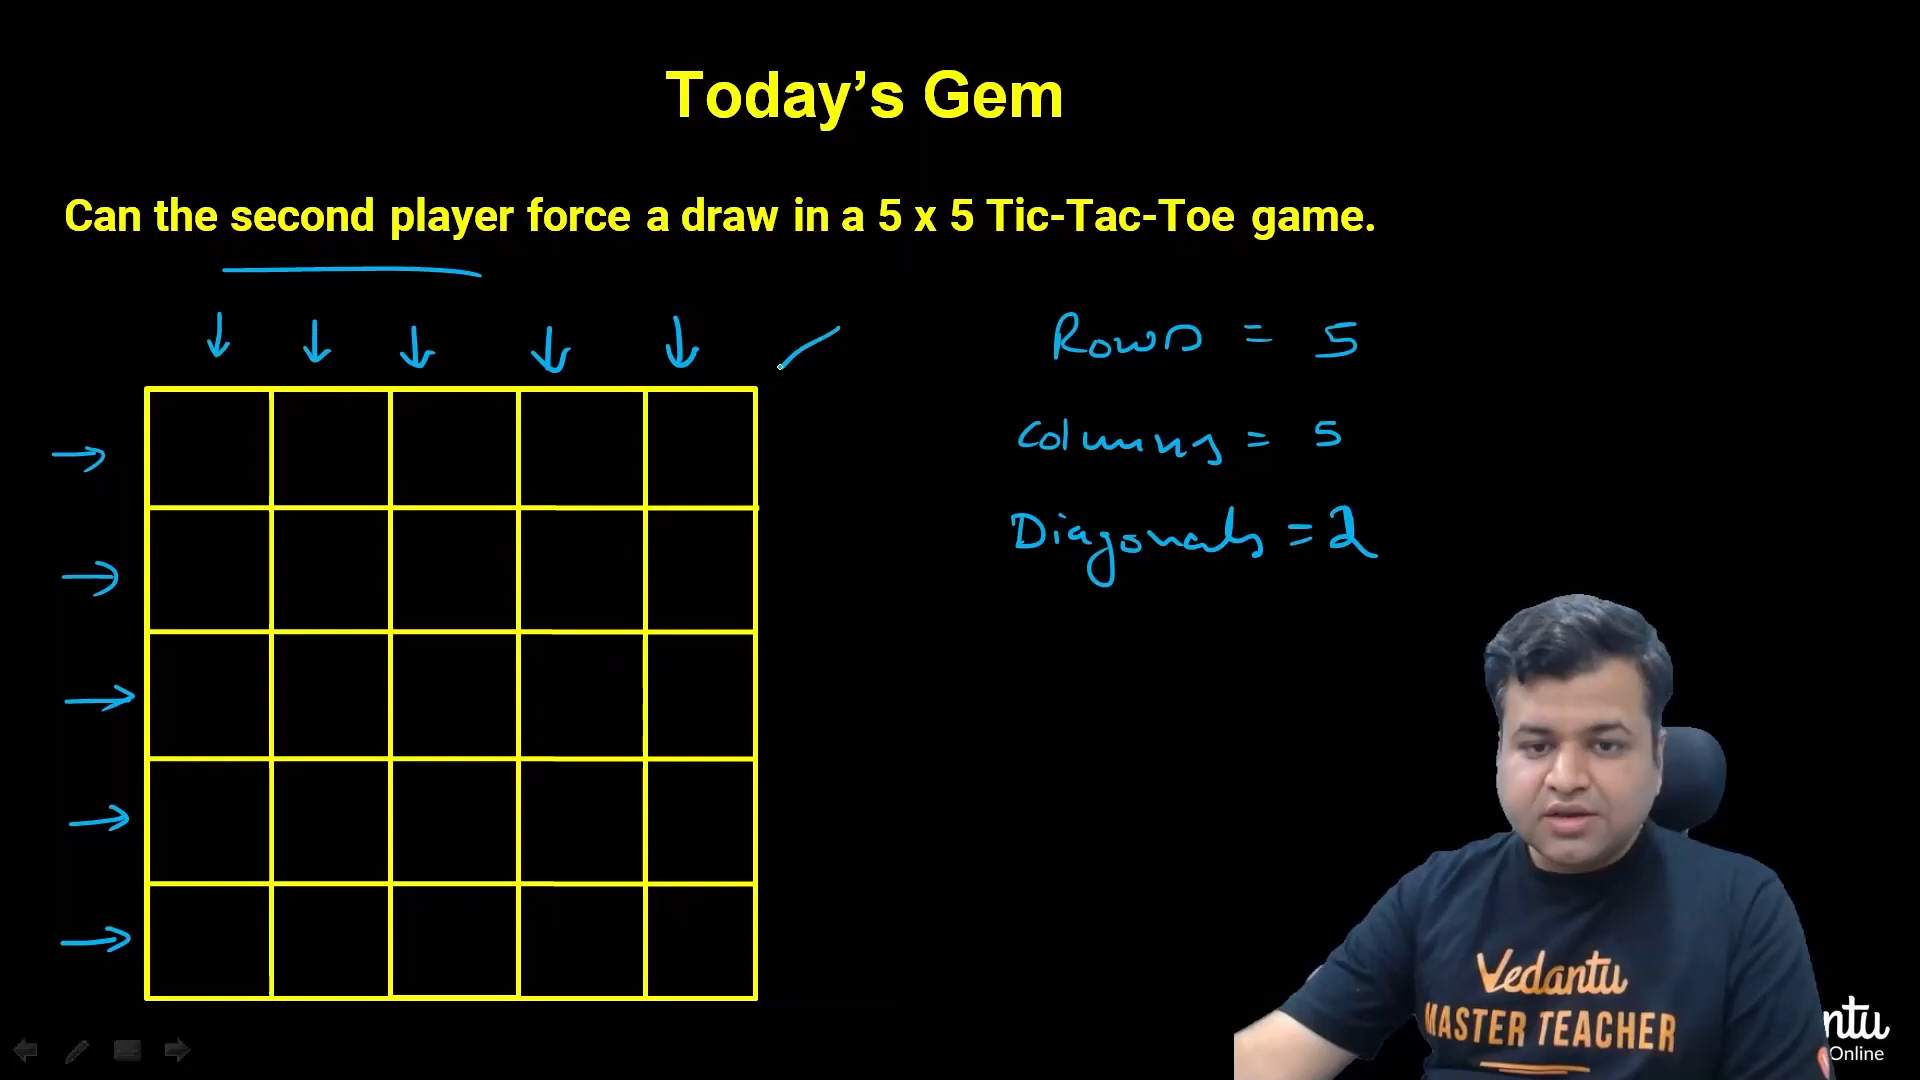 Today's Gem
Can the second player force a draw in a 5 x 5 Tic-Tac-Toe game.
Rows = 5
Columns = 5
Diagonals = 2
Vedantu
MASTER TEACHER
ntu
Online